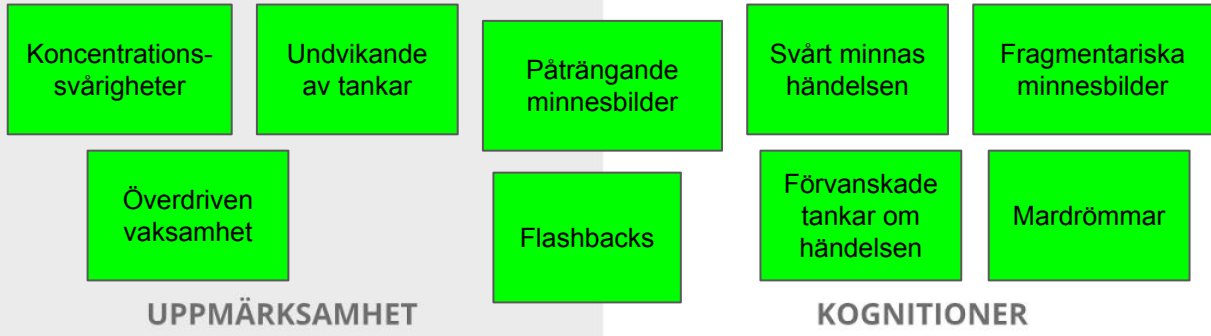 Koncentrations-
svårigheter
Undvikande
av tankar
Påträngande
minnesbilder
Svårt minnas
händelsen
Fragmentariska
minnesbilder
Överdriven
vaksamhet
Flashbacks
Förvanskade
tankar om
händelsen
Mardrömmar
UPPMÄRKSAMHET
KOGNITIONER